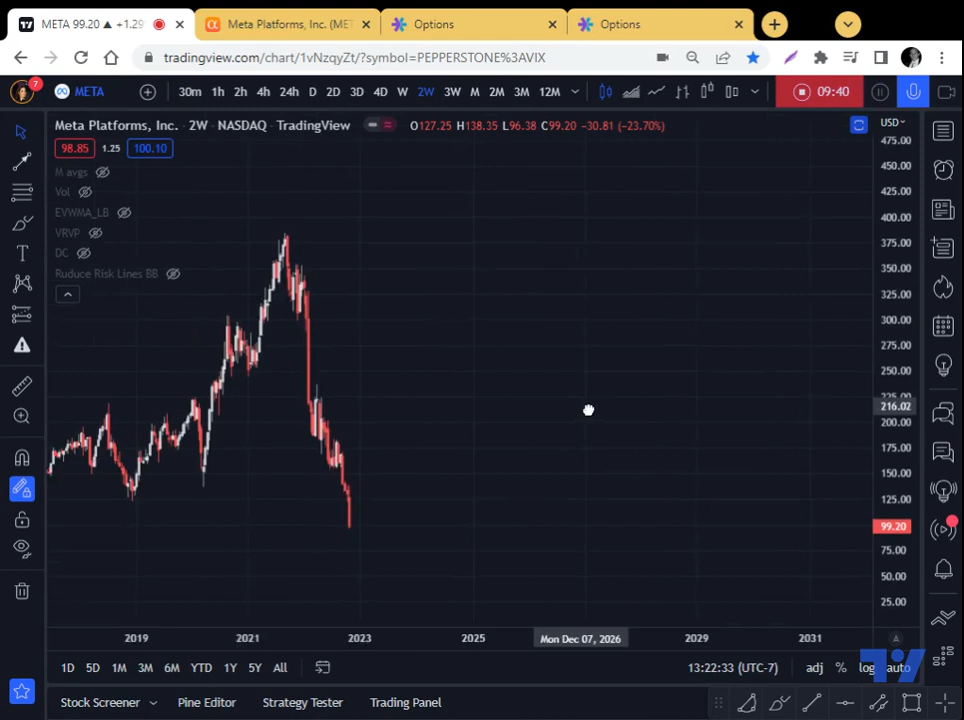 META 99.20 ▲ +1.29
Meta Platforms, Inc. (MET
Options
Options
tradingview.com/chart/1vNzqyZt/?symbol=PEPPERSTONE%3AVIX
7
META
30m 1h 2h 4h 24h D 2D 3D 4D W 2W 3W M 2M 3M 12M
09:40
Meta Platforms, Inc. · 2W · NASDAQ · TradingView
O127.25 H138.35 L96.38 C99.20 −30.81 (−23.70%)
USD
98.85 1.25 100.10
M avgs
Vol
EVWMA_LB
VRVP
DC
Ruduce Risk Lines BB
475.00
450.00
425.00
400.00
375.00
350.00
325.00
300.00
275.00
250.00
225.00
216.02
200.00
175.00
150.00
125.00
99.20
75.00
50.00
25.00
2019 2021 2023 2025 Mon Dec 07, 2026 2029 2031
A
1D 5D 1M 3M 6M YTD 1Y 5Y All
13:22:33 (UTC-7) adj % log auto
Stock Screener Pine Editor Strategy Tester Trading Panel